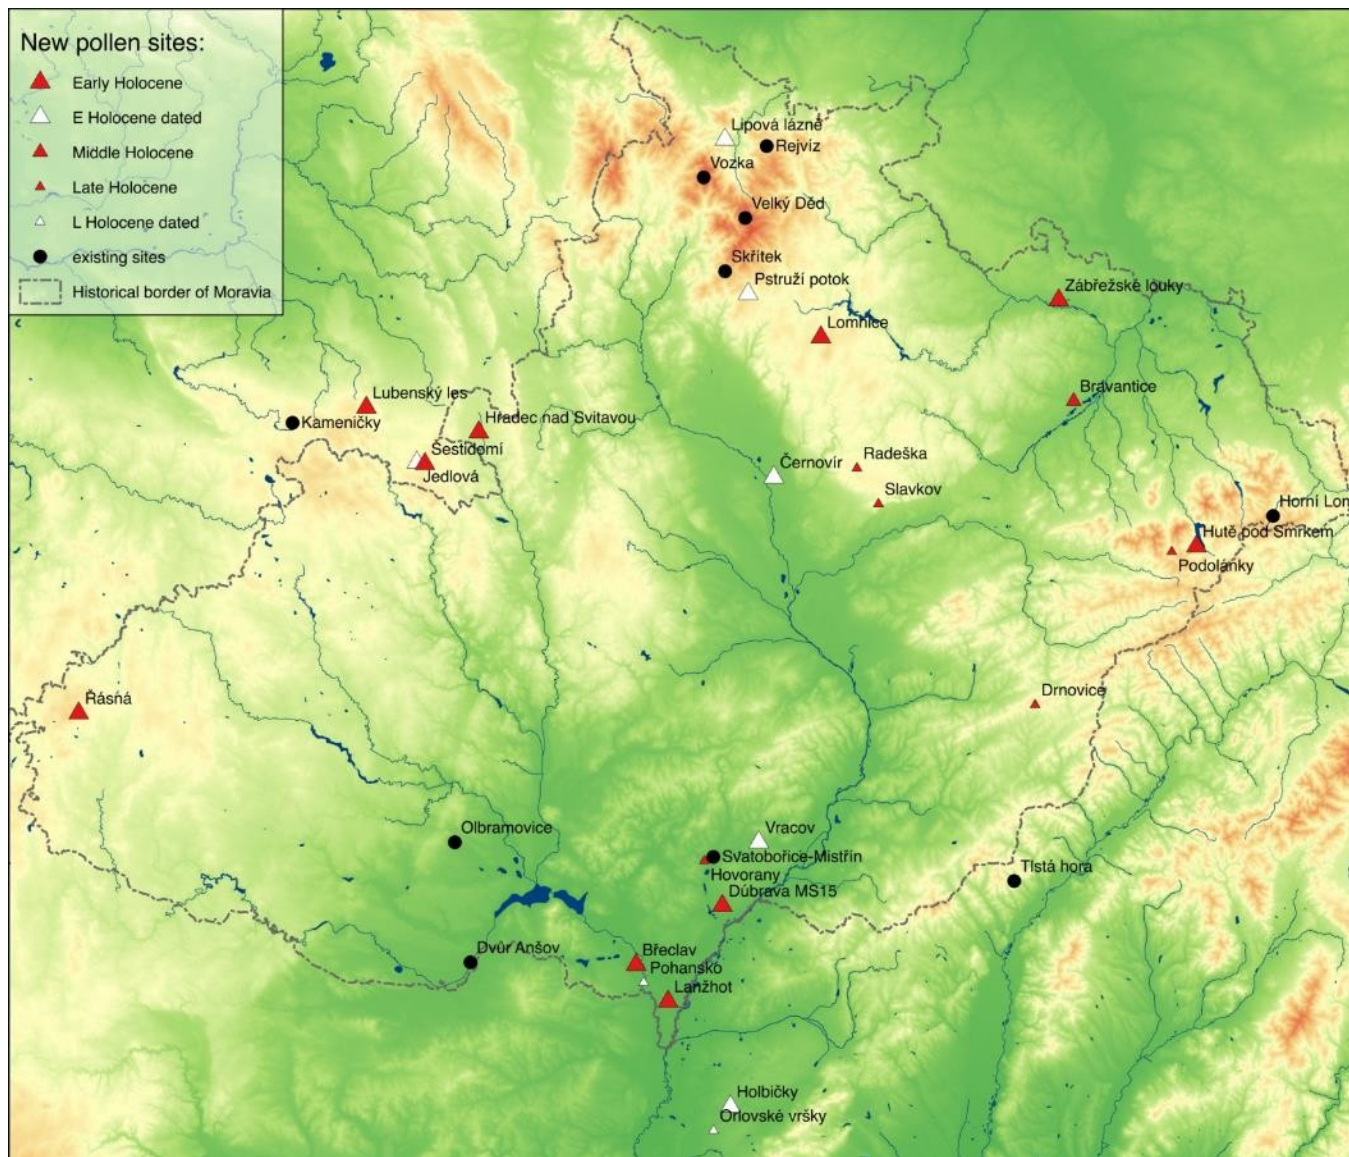 New pollen sites:
Early Holocene
E Holocene dated
Middle Holocene
Late Holocene
L Holocene dated
existing sites
Historical border of Moravia
Lipová lázně
Rejvíz
Vozka
Velký Děd
Skřítek
Pstruží potok
Zábřežské louky
Lomnice
Bravantice
Lubenský les
Kameničky
Hradec nad Svitavou
Šestidomí
Jedlová
Černovír
Radeška
Slavkov
Horní Lom
Hutě pod Smrkem
Podolánky
Řásná
Drnovice
Olbramovice
Vracov
Svatobořice-Mistřín
Hovorany
Dúbrava MS15
Tlstá hora
Dvůr Anšov
Břeclav
Pohansko
Lanžhot
Holbičky
Orlovské vršky